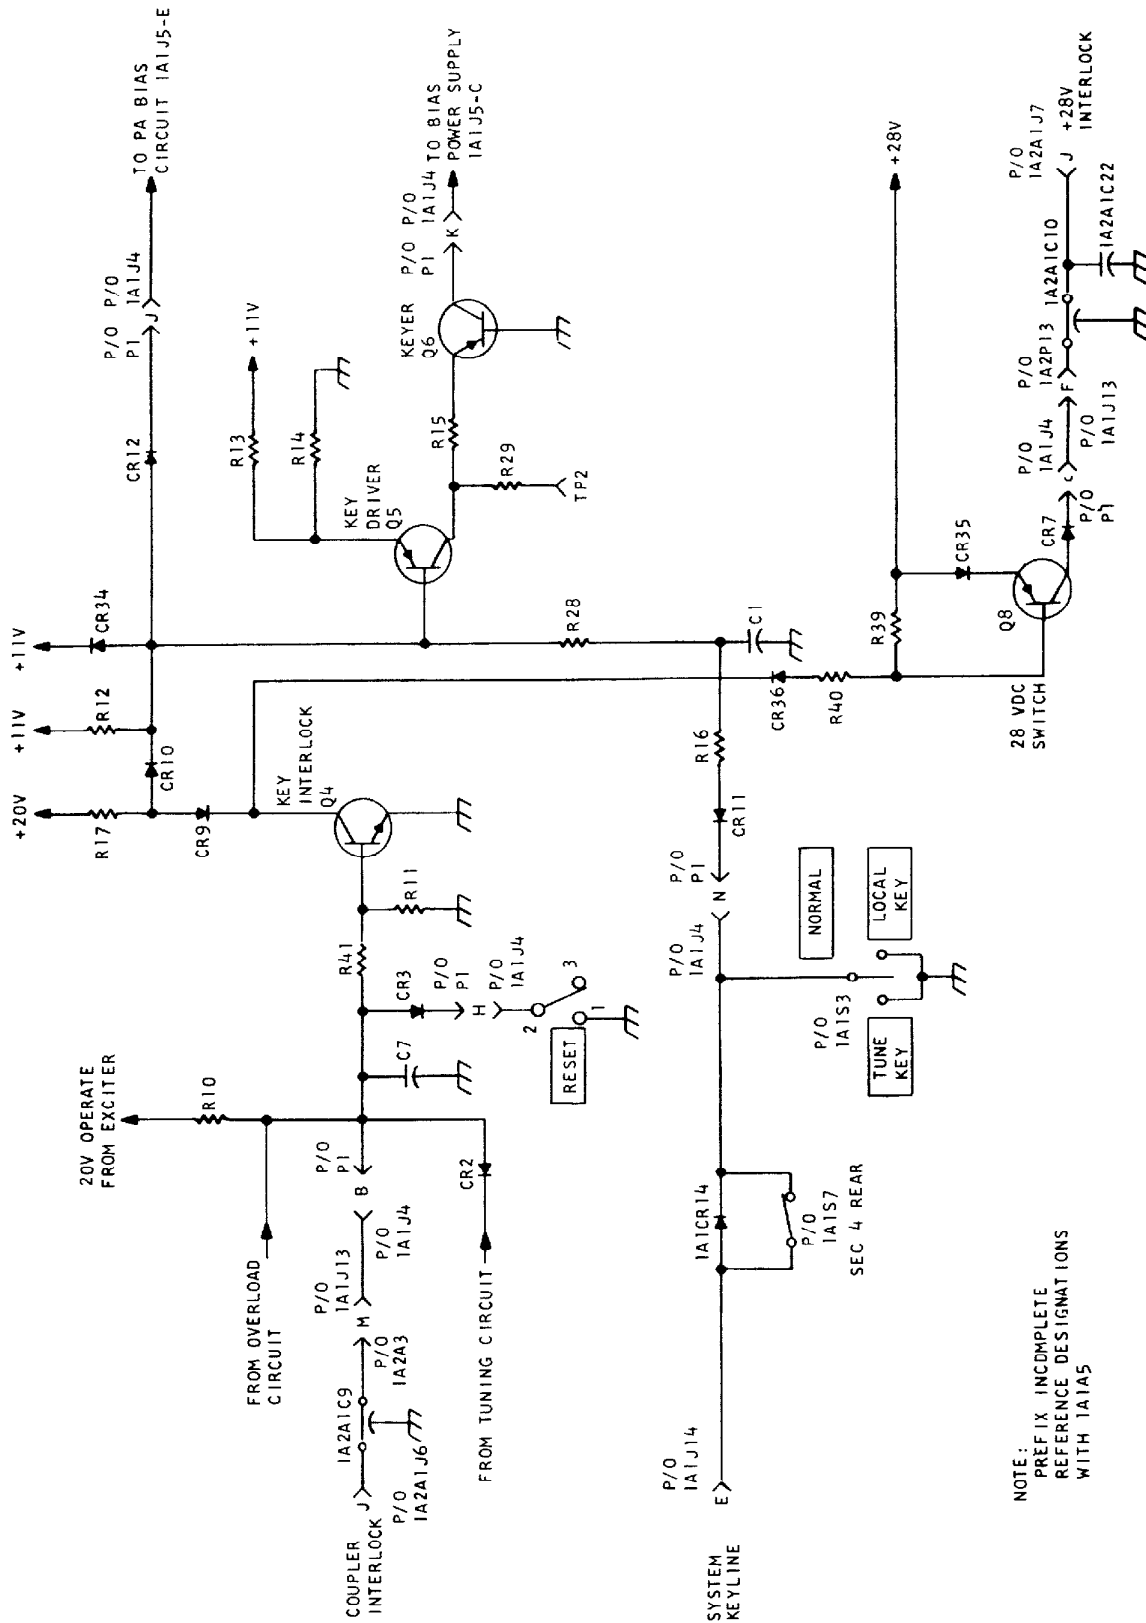 20V OPERATE
FROM EXCITER
R10
FROM OVERLOAD
CIRCUIT
COUPLER
INTERLOCK
J
P/O
1A2A1J6
1A2A1C9
P/O
1A2A3
M
P/O
1A1J13
P/O
1A1J4
B
P/O
P1
CR2
FROM TUNING CIRCUIT
C7
CR3
P/O
P1
H
P/O
1A1J4
2
3
1
RESET
R41
R11
KEY
INTERLOCK
Q4
+20V
R17
CR9
CR10
+11V
R12
+11V
CR34
CR12
P/O
P1
J
P/O
1A1J4
TO PA BIAS
CIRCUIT 1A1J5-E
R13
+11V
R14
KEY
DRIVER
Q5
R15
R29
TP2
KEYER
Q6
P/O
P1
K
P/O
1A1J4
TO BIAS
POWER SUPPLY
1A1J5-C
R28
C1
R16
CR11
P/O
P1
N
P/O
1A1J4
SYSTEM
KEYLINE
E
P/O
1A1J14
1A1CR14
P/O
1A1S7
SEC 4 REAR
P/O
1A1S3
TUNE
KEY
NORMAL
LOCAL
KEY
CR36
R40
R39
+28V
CR35
28 VDC
SWITCH
Q8
CR7
P/O
P1
C
P/O
1A1J4
P/O
1A1J13
F
P/O
1A2P13
1A2A1C10
1A2A1C22
P/O
1A2A1J7
J
+28V
INTERLOCK
NOTE:
PREFIX INCOMPLETE
REFERENCE DESIGNATIONS
WITH 1A1A5